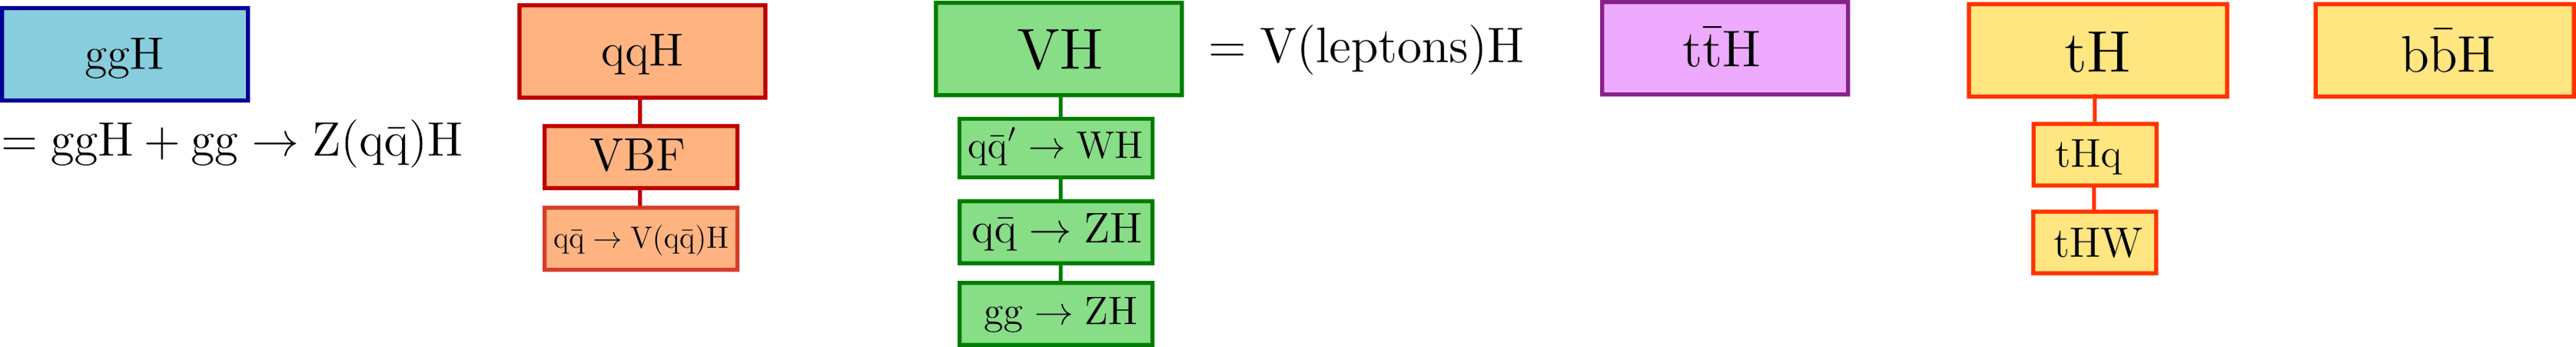 ggH
= ggH + gg → Z(qq̄)H
qqH
VBF
qq̄ → V(qq̄)H
VH
= V(leptons)H
qq̄′ → WH
qq̄ → ZH
gg → ZH
tt̄H
tH
tHq
tHW
bb̄H